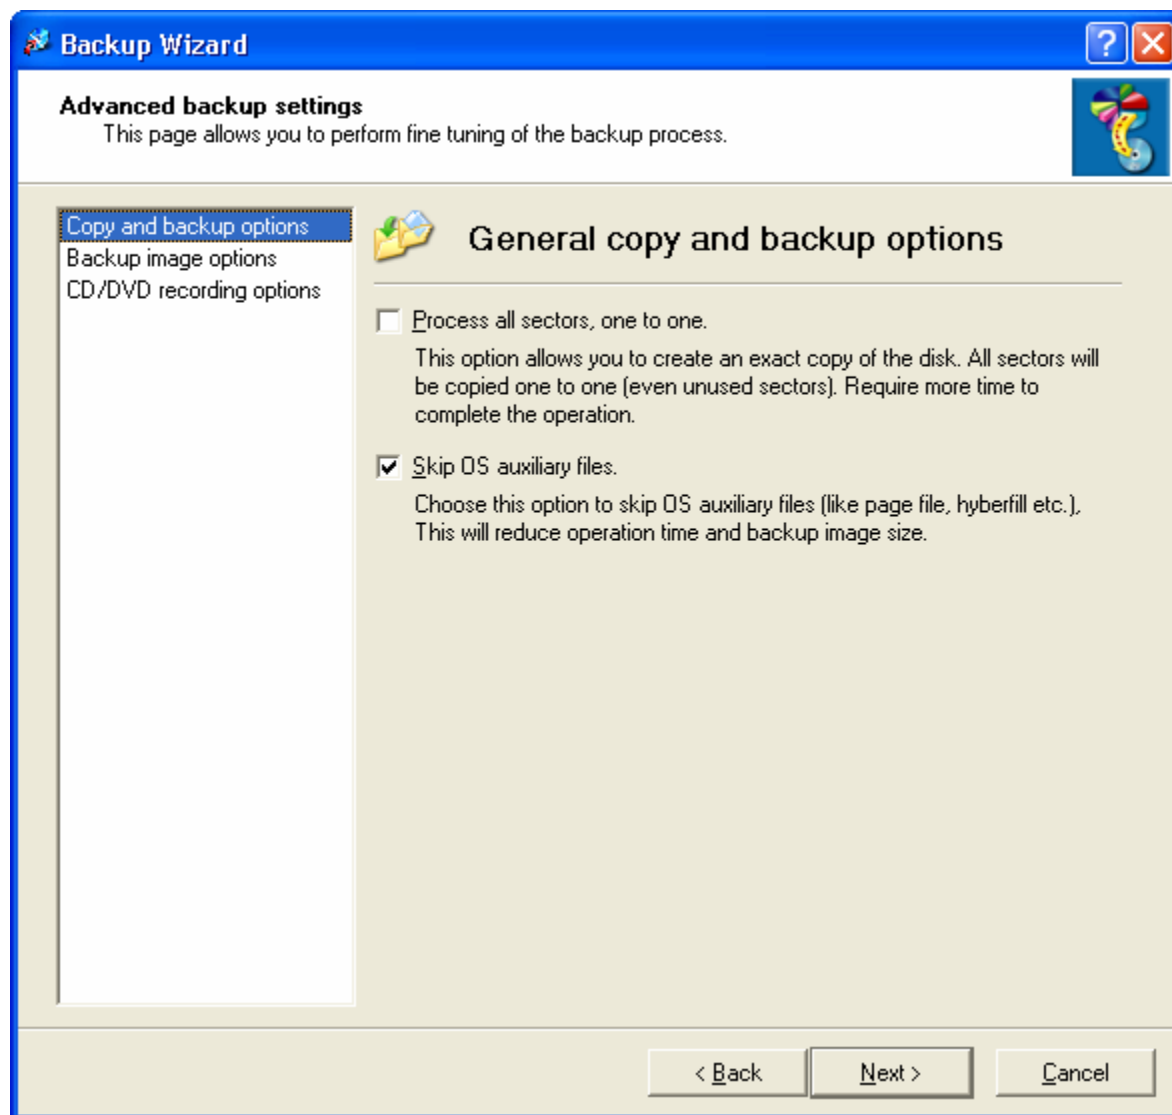 Backup Wizard
Advanced backup settings
This page allows you to perform fine tuning of the backup process.
Copy and backup options
Backup image options
CD/DVD recording options
General copy and backup options
Process all sectors, one to one.
This option allows you to create an exact copy of the disk. All sectors will
be copied one to one (even unused sectors). Require more time to
complete the operation.
Skip OS auxiliary files.
Choose this option to skip OS auxiliary files (like page file, hyberfill etc.),
This will reduce operation time and backup image size.
< Back
Next >
Cancel